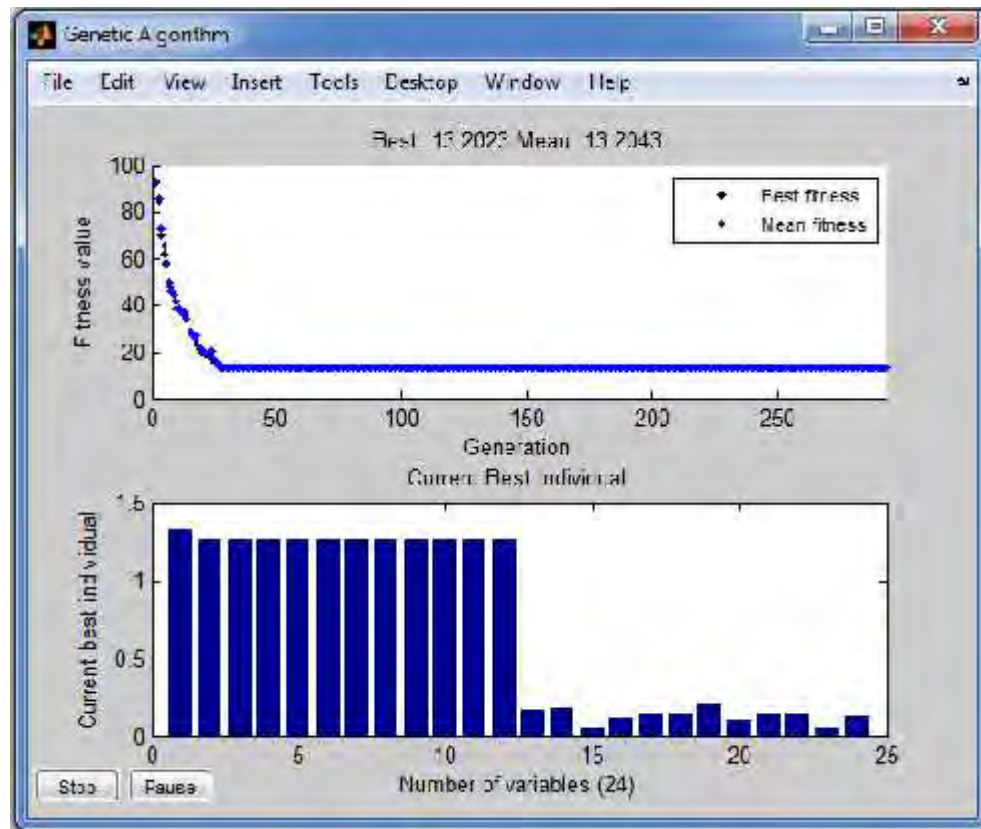 Genetic Algorithm
File Edit View Insert Tools Desktop Window Help
Best: 13.2023 Mean: 13.2043
100
80
60
40
20
0
Fitness value
Best fitness
Mean fitness
0 50 100 150 200 250
Generation
Current Best Individual
1.5
1
0.5
0
Current best individual
0 5 10 15 20 25
Number of variables (24)
Stop Pause